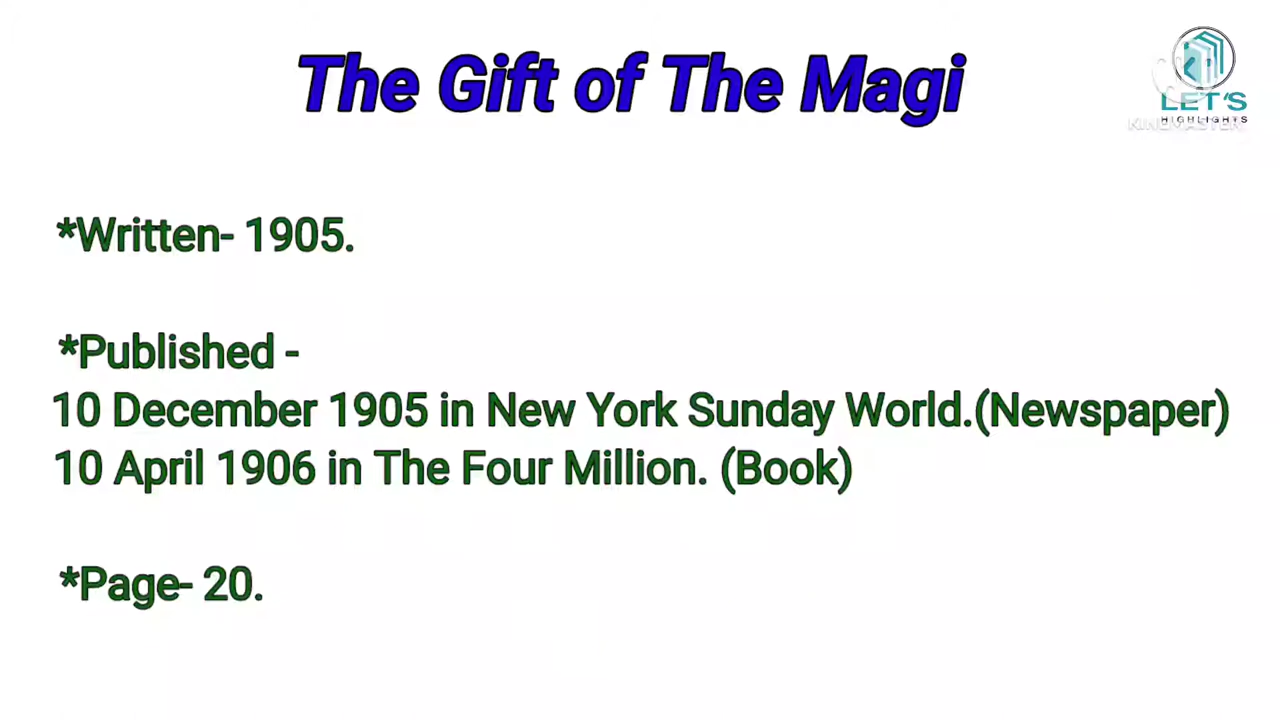 The Gift of The Magi
LET'S
HIGHLIGHTS
KINEMASTER
*Written- 1905.
*Published -
10 December 1905 in New York Sunday World.(Newspaper)
10 April 1906 in The Four Million. (Book)
*Page- 20.